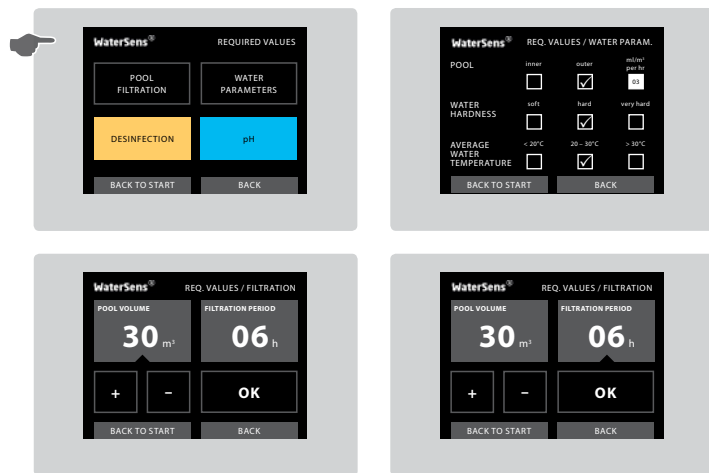 WaterSens® REQUIRED VALUES
POOL
FILTRATION
WATER
PARAMETERS
DESINFECTION
pH
BACK TO START BACK
WaterSens® REQ. VALUES / WATER PARAM.
POOL inner outer ml/m³
per hr
03
WATER
HARDNESS
soft hard very hard
AVERAGE
WATER
TEMPERATURE
< 20°C 20 – 30°C > 30°C
BACK TO START BACK
WaterSens® REQ. VALUES / FILTRATION
POOL VOLUME FILTRATION PERIOD
30 m³ 06 h
+ – OK
BACK TO START BACK
WaterSens® REQ. VALUES / FILTRATION
POOL VOLUME FILTRATION PERIOD
30 m³ 06 h
+ – OK
BACK TO START BACK